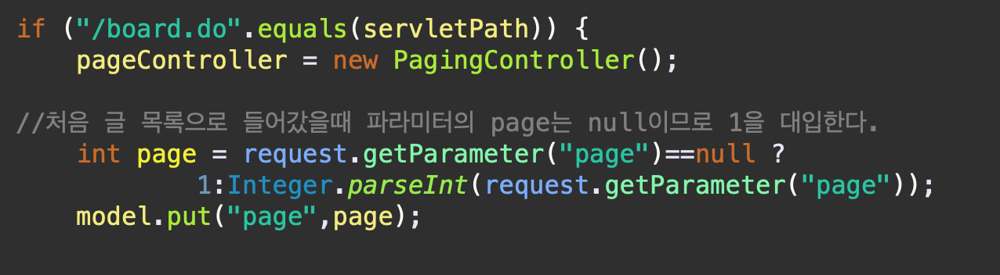 if ("/board.do".equals(servletPath)) {
pageController = new PagingController();
//처음 글 목록으로 들어갔을때 파라미터의 page는 null이므로 1을 대입한다.
int page = request.getParameter("page")==null ?
1:Integer.parseInt(request.getParameter("page"));
model.put("page",page);